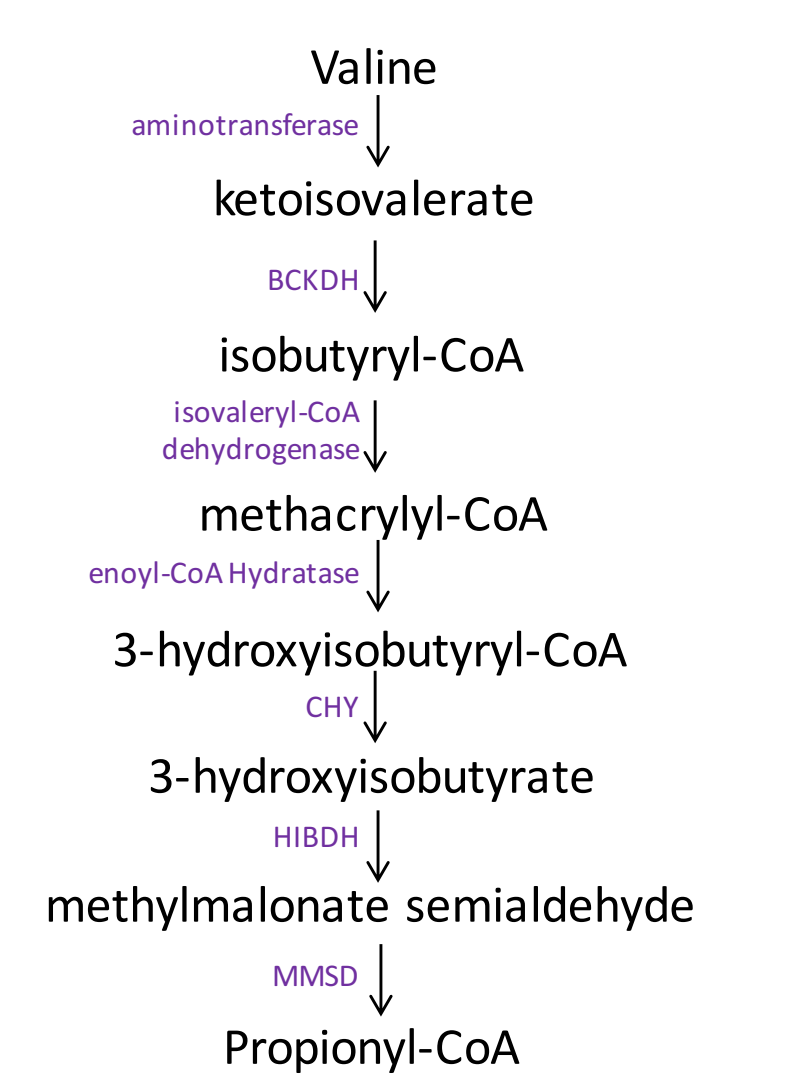 Valine
aminotransferase
ketoisovalerate
BCKDH
isobutyryl-CoA
isovaleryl-CoA
dehydrogenase
methacrylyl-CoA
enoyl-CoA Hydratase
3-hydroxyisobutyryl-CoA
CHY
3-hydroxyisobutyrate
HIBDH
methylmalonate semialdehyde
MMSD
Propionyl-CoA